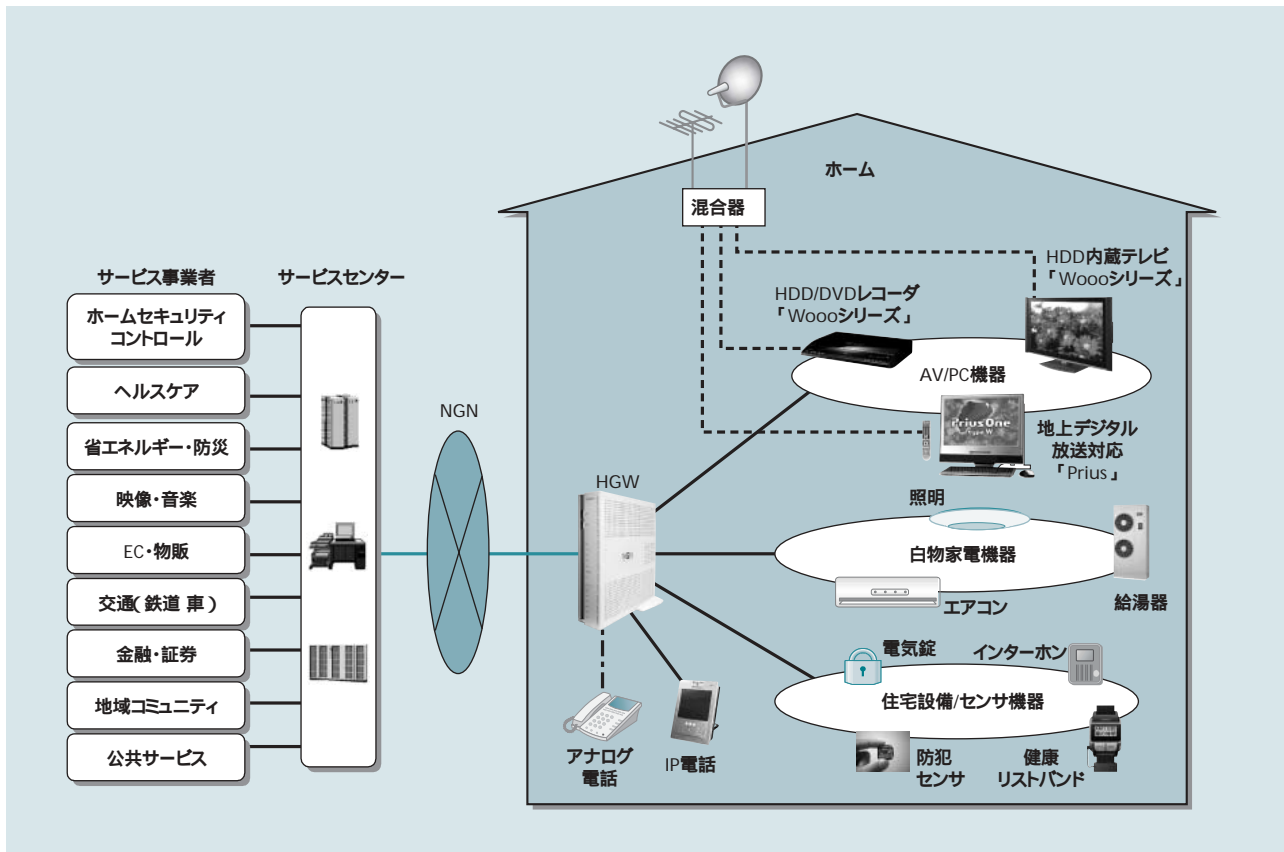 ホーム
混合器
HDD内蔵テレビ
「Woooシリーズ」
HDD/DVDレコーダ
「Woooシリーズ」
AV/PC機器
PriusOne
type W
地上デジタル
放送対応
「Prius」
サービス事業者
サービスセンター
ホームセキュリティ
コントロール
ヘルスケア
省エネルギー・防災
映像・音楽
EC・物販
交通(鉄道 車)
金融・証券
地域コミュニティ
公共サービス
NGN
HGW
照明
白物家電機器
エアコン
給湯器
電気錠
インターホン
住宅設備/センサ機器
防犯
センサ
健康
リストバンド
アナログ
電話
IP電話